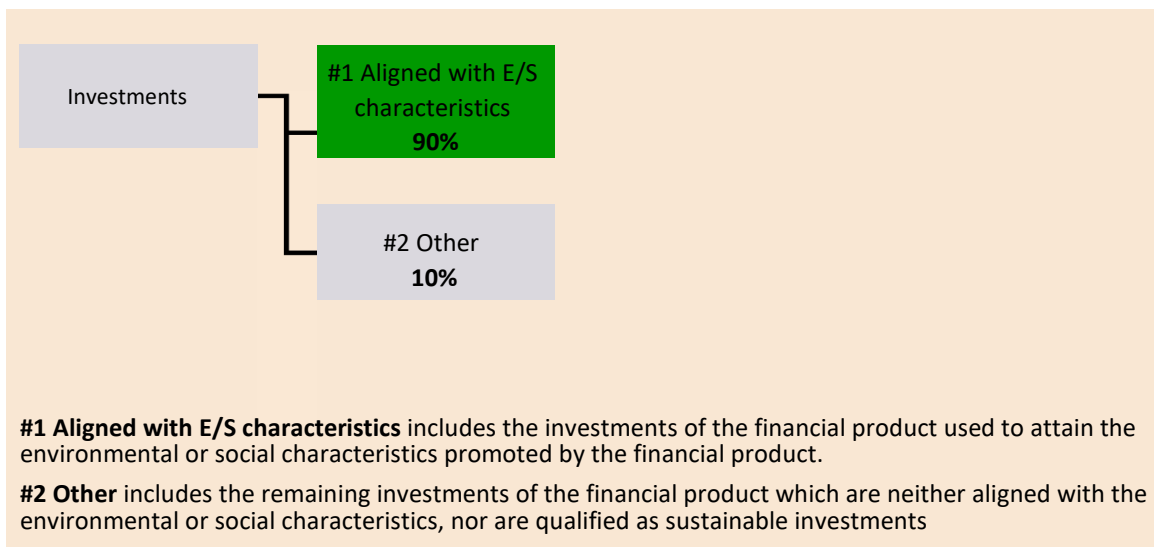 Investments
#1 Aligned with E/S
characteristics
90%
#2 Other
10%
#1 Aligned with E/S characteristics includes the investments of the financial product used to attain the
environmental or social characteristics promoted by the financial product.
#2 Other includes the remaining investments of the financial product which are neither aligned with the
environmental or social characteristics, nor are qualified as sustainable investments